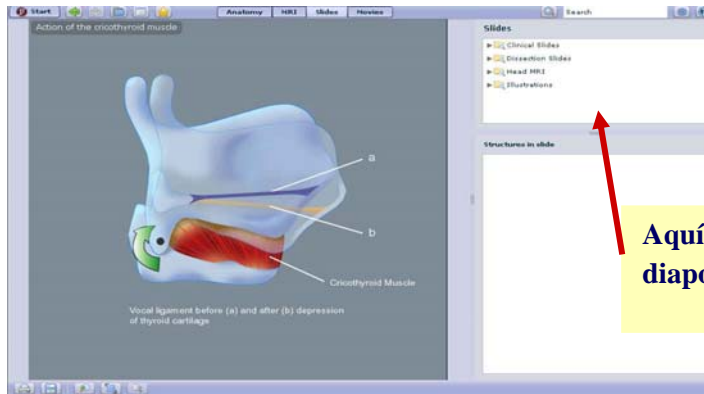 Start
Anatomy MRI Slides Movies
Search
Action of the cricothyroid muscle
a
b
Cricothyroid Muscle
Vocal ligament before (a) and after (b) depression
of thyroid cartilage
Slides
Clinical Slides
Dissection Slides
Head MRI
Illustrations
Structures in slide
Aquí
diapo